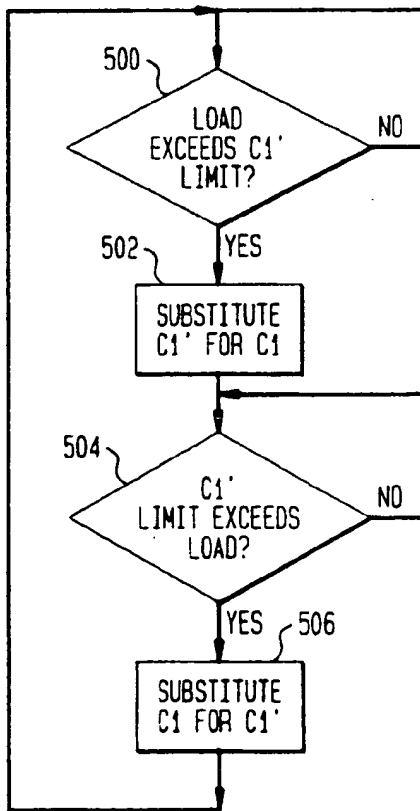 500
LOAD
EXCEEDS C1'
LIMIT?
NO
YES
502
SUBSTITUTE
C1' FOR C1
504
C1'
LIMIT EXCEEDS
LOAD?
NO
YES
506
SUBSTITUTE
C1 FOR C1'